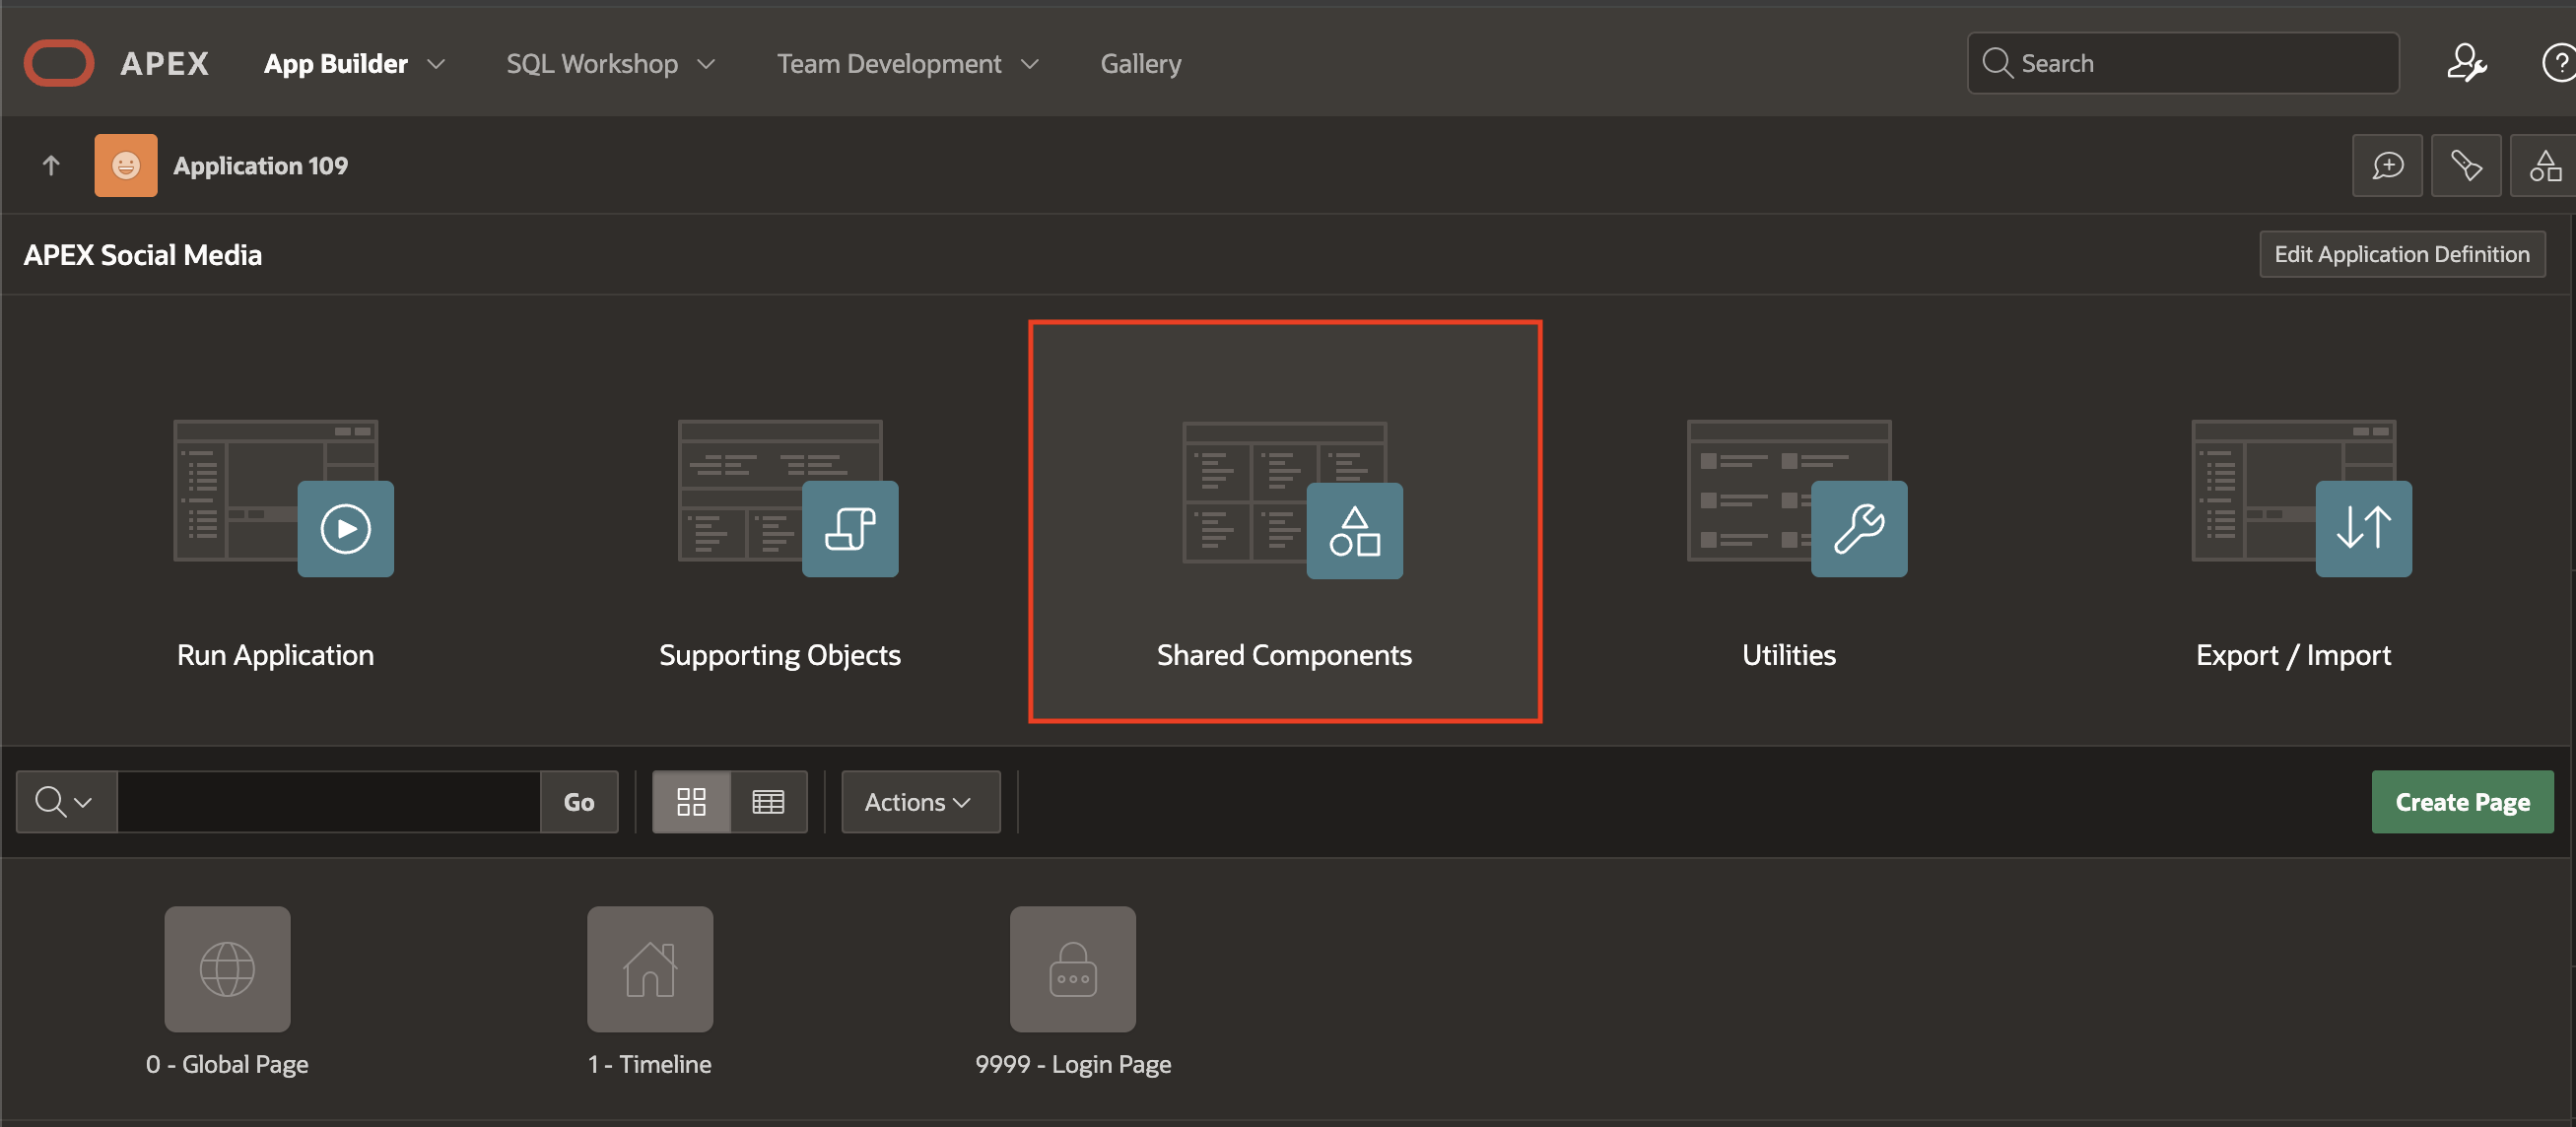 APEX App Builder SQL Workshop Team Development Gallery Search
Application 109
APEX Social Media Edit Application Definition
Run Application Supporting Objects Shared Components Utilities Export / Import
Go Actions Create Page
0 - Global Page 1 - Timeline 9999 - Login Page